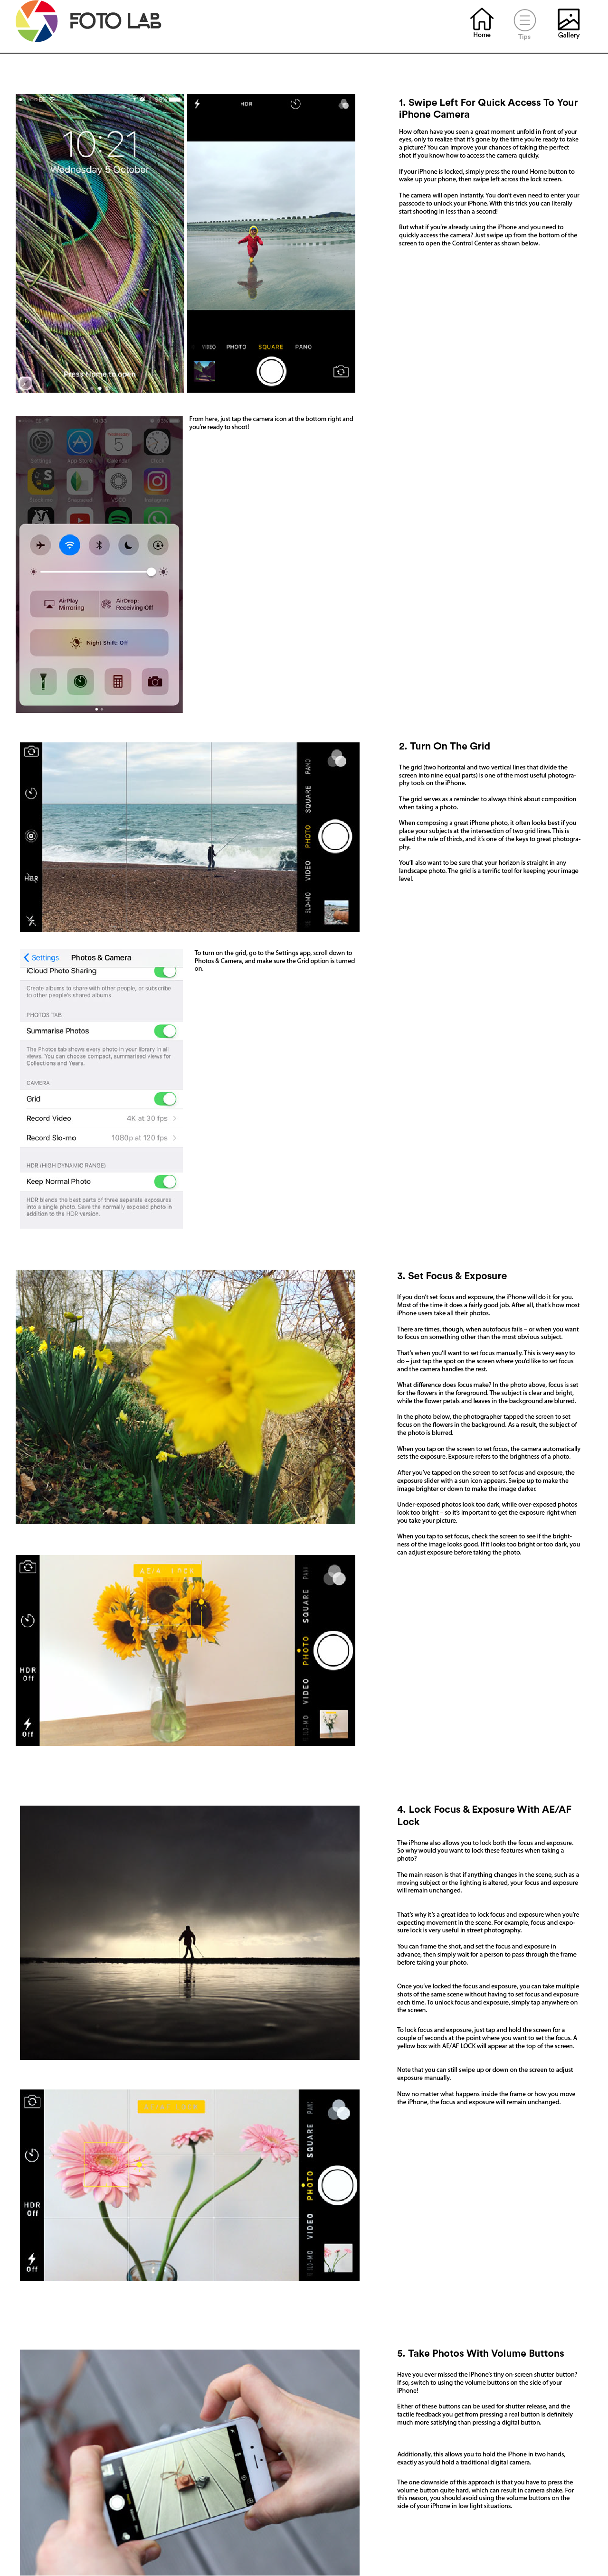 FOTO LAB
Home
Tips
Gallery
10:21
Wednesday 5 October
Press Home to open
HDR
VIDEO PHOTO SQUARE PANO
1. Swipe Left For Quick Access To Your
iPhone Camera
How often have you seen a great moment unfold in front of your
eyes, only to realize that it's gone by the time you're ready to take
a picture? You can improve your chances of taking the perfect
shot if you know how to access the camera quickly.
If your iPhone is locked, simply press the round Home button to
wake up your phone, then swipe left across the lock screen.
The camera will open instantly. You don't even need to enter your
passcode to unlock your iPhone. With this trick you can literally
start shooting in less than a second!
But what if you're already using the iPhone and you need to
quickly access the camera? Just swipe up from the bottom of the
screen to open the Control Center as shown below.
Settings App Store Calendar Clock
5
Instagram
AirPlay
Mirroring
AirDrop:
Receiving Off
Night Shift: Off
From here, just tap the camera icon at the bottom right and
you're ready to shoot!
HDR
PANO
SQUARE
PHOTO
VIDEO
SLO-MO
2. Turn On The Grid
The grid (two horizontal and two vertical lines that divide the
screen into nine equal parts) is one of the most useful photogra-
phy tools on the iPhone.
The grid serves as a reminder to always think about composition
when taking a photo.
When composing a great iPhone photo, it often looks best if you
place your subjects at the intersection of two grid lines. This is
called the rule of thirds, and it's one of the keys to great photogra-
phy.
You'll also want to be sure that your horizon is straight in any
landscape photo. The grid is a terrific tool for keeping your image
level.
Settings Photos & Camera
iCloud Photo Sharing
Create albums to share with other people, or subscribe
to other people's shared albums.
PHOTOS TAB
Summarise Photos
The Photos tab shows every photo in your library in all
views. You can choose compact, summarised views for
Collections and Years.
CAMERA
Grid
Record Video 4K at 30 fps
Record Slo-mo 1080p at 120 fps
HDR (HIGH DYNAMIC RANGE)
Keep Normal Photo
HDR blends the best parts of three separate exposures
into a single photo. Save the normally exposed photo in
addition to the HDR version.
To turn on the grid, go to the Settings app, scroll down to
Photos & Camera, and make sure the Grid option is turned
on.
3. Set Focus & Exposure
If you don't set focus and exposure, the iPhone will do it for you.
Most of the time it does a fairly good job. After all, that's how most
iPhone users take all their photos.
There are times, though, when autofocus fails – or when you want
to focus on something other than the most obvious subject.
That's when you'll want to set focus manually. This is very easy to
do – just tap the spot on the screen where you'd like to set focus
and the camera handles the rest.
What difference does focus make? In the photo above, focus is set
for the flowers in the foreground. The subject is clear and bright,
while the flower petals and leaves in the background are blurred.
In the photo below, the photographer tapped the screen to set
focus on the flowers in the background. As a result, the subject of
the photo is blurred.
When you tap on the screen to set focus, the camera automatically
sets the exposure. Exposure refers to the brightness of a photo.
After you've tapped on the screen to set focus and exposure, the
exposure slider with a sun icon appears. Swipe up to make the
image brighter or down to make the image darker.
Under-exposed photos look too dark, while over-exposed photos
look too bright – so it's important to get the exposure right when
you take your picture.
When you tap to set focus, check the screen to see if the bright-
ness of the image looks good. If it looks too bright or too dark, you
can adjust exposure before taking the photo.
HDR
Off
Off
SQUARE
PHOTO
VIDEO
SLO-MO
4. Lock Focus & Exposure With AE/AF
Lock
The iPhone also allows you to lock both the focus and exposure.
So why would you want to lock these features when taking a
photo?
The main reason is that if anything changes in the scene, such as a
moving subject or the lighting is altered, your focus and exposure
will remain unchanged.
That's why it's a great idea to lock focus and exposure when you're
expecting movement in the scene. For example, focus and expo-
sure lock is very useful in street photography.
You can frame the shot, and set the focus and exposure in
advance, then simply wait for a person to pass through the frame
before taking your photo.
Once you've locked the focus and exposure, you can take multiple
shots of the same scene without having to set focus and exposure
each time. To unlock focus and exposure, simply tap anywhere on
the screen.
To lock focus and exposure, just tap and hold the screen for a
couple of seconds at the point where you want to set the focus. A
yellow box with AE/AF LOCK will appear at the top of the screen.
Note that you can still swipe up or down on the screen to adjust
exposure manually.
Now no matter what happens inside the frame or how you move
the iPhone, the focus and exposure will remain unchanged.
HDR
Off
Off
SQUARE
PHOTO
VIDEO
SLO-MO
5. Take Photos With Volume Buttons
Have you ever missed the iPhone's tiny on-screen shutter button?
If so, switch to using the volume buttons on the side of your
iPhone!
Either of these buttons can be used for shutter release, and the
tactile feedback you get from pressing a real button is definitely
much more satisfying than pressing a digital button.
Additionally, this allows you to hold the iPhone in two hands,
exactly as you'd hold a traditional digital camera.
The one downside of this approach is that you have to press the
volume button quite hard, which can result in camera shake. For
this reason, you should avoid using the volume buttons on the
side of your iPhone in low light situations.